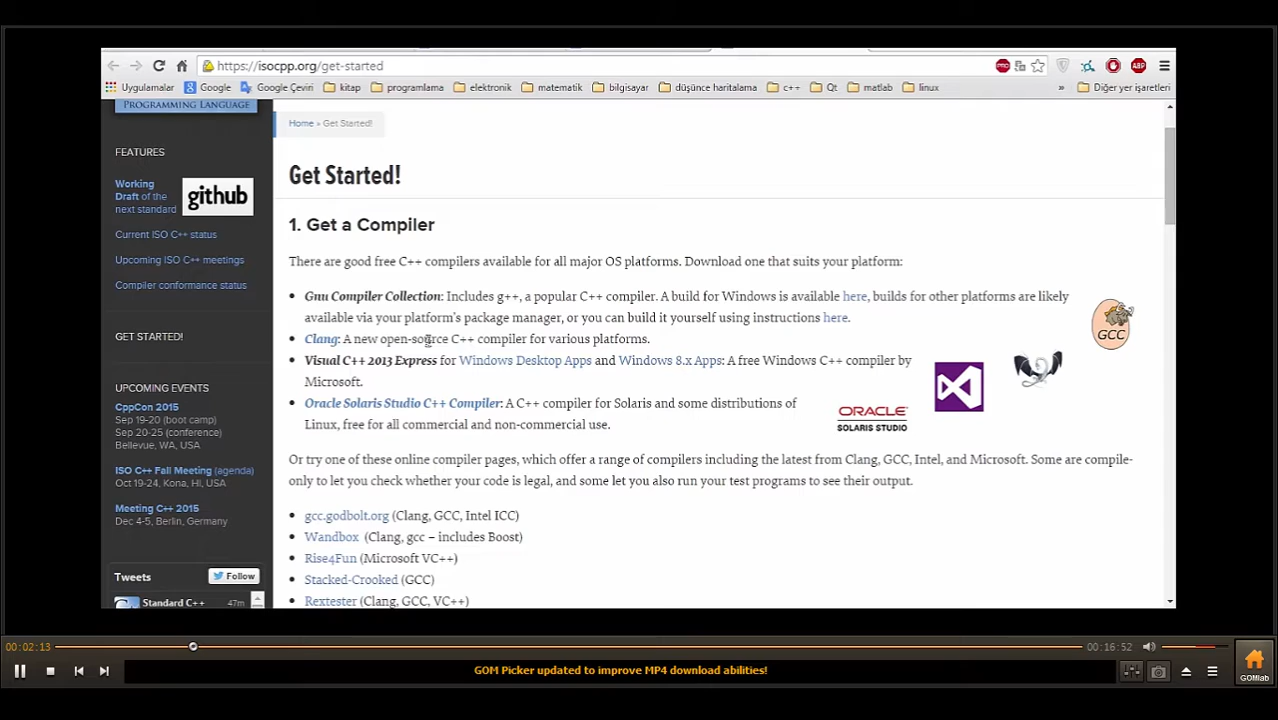 https://isocpp.org/get-started
Uygulamalar Google Google Çeviri kitap programlama elektronik matematik bilgisayar düşünce haritalama c++ Qt matlab linux » Diğer yer işaretleri
PROGRAMMING LANGUAGE
Home » Get Started!
FEATURES
Working
Draft of the
next standard
github
Current ISO C++ status
Upcoming ISO C++ meetings
Compiler conformance status
GET STARTED!
UPCOMING EVENTS
CppCon 2015
Sep 19-20 (boot camp)
Sep 20-25 (conference)
Bellevue, WA, USA
ISO C++ Fall Meeting (agenda)
Oct 19-24, Kona, HI, USA
Meeting C++ 2015
Dec 4-5, Berlin, Germany
Tweets
Follow
Standard C++ 47m
Get Started!
1. Get a Compiler
There are good free C++ compilers available for all major OS platforms. Download one that suits your platform:
• Gnu Compiler Collection: Includes g++, a popular C++ compiler. A build for Windows is available here, builds for other platforms are likely
available via your platform's package manager, or you can build it yourself using instructions here.
• Clang: A new open-source C++ compiler for various platforms.
• Visual C++ 2013 Express for Windows Desktop Apps and Windows 8.x Apps: A free Windows C++ compiler by
Microsoft.
• Oracle Solaris Studio C++ Compiler: A C++ compiler for Solaris and some distributions of
Linux, free for all commercial and non-commercial use.
GCC
ORACLE
SOLARIS STUDIO
Or try one of these online compiler pages, which offer a range of compilers including the latest from Clang, GCC, Intel, and Microsoft. Some are compile-
only to let you check whether your code is legal, and some let you also run your test programs to see their output.
• gcc.godbolt.org (Clang, GCC, Intel ICC)
• Wandbox (Clang, gcc – includes Boost)
• Rise4Fun (Microsoft VC++)
• Stacked-Crooked (GCC)
• Rextester (Clang, GCC, VC++)
00:02:13
00:16:52
GOM Picker updated to improve MP4 download abilities!
GOMlab